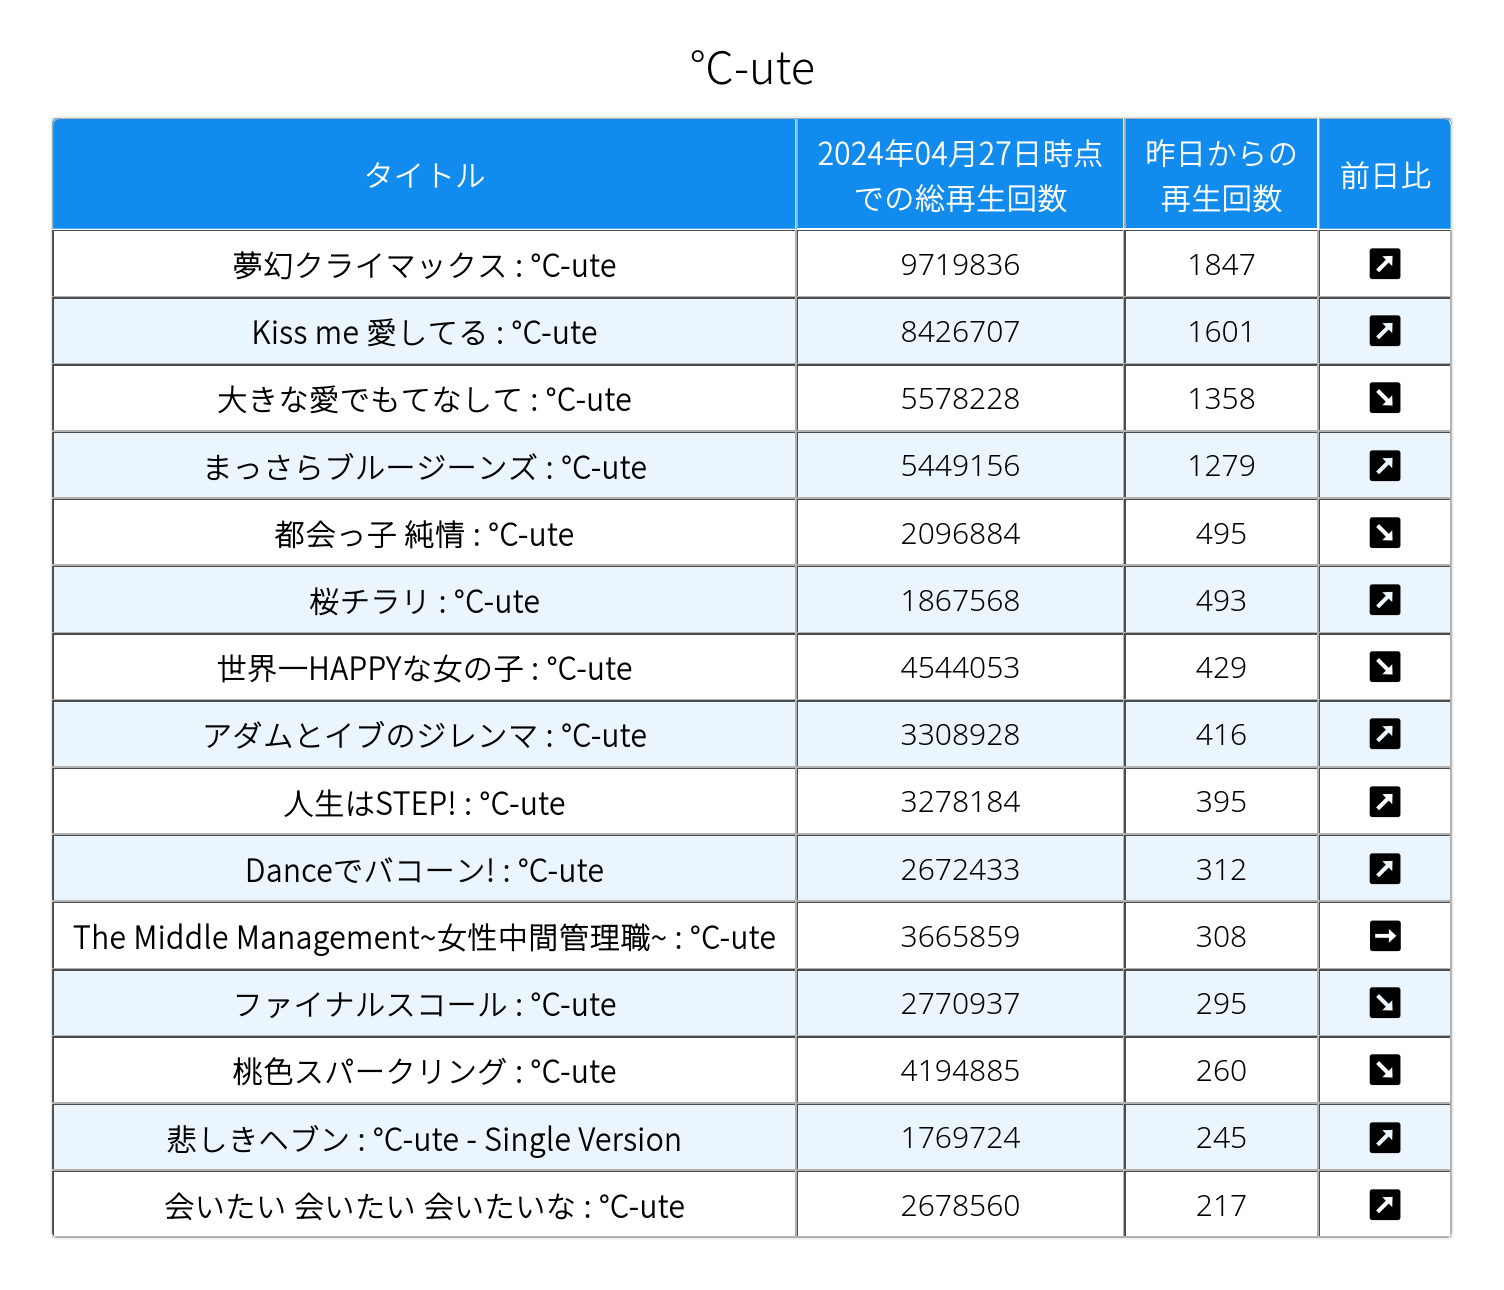 ℃-ute
タイトル
2024年04月27日時点
での総再生回数
昨日からの
再生回数
前日比
夢幻クライマックス : ℃-ute 9719836 1847
Kiss me 愛してる : ℃-ute 8426707 1601
大きな愛でもてなして : ℃-ute 5578228 1358
まっさらブルージーンズ : ℃-ute 5449156 1279
都会っ子 純情 : ℃-ute 2096884 495
桜チラリ : ℃-ute 1867568 493
世界一HAPPYな女の子 : ℃-ute 4544053 429
アダムとイブのジレンマ : ℃-ute 3308928 416
人生はSTEP! : ℃-ute 3278184 395
Danceでバコーン! : ℃-ute 2672433 312
The Middle Management~女性中間管理職~ : ℃-ute 3665859 308
ファイナルスコール : ℃-ute 2770937 295
桃色スパークリング : ℃-ute 4194885 260
悲しきヘブン : ℃-ute - Single Version 1769724 245
会いたい 会いたい 会いたいな : ℃-ute 2678560 217